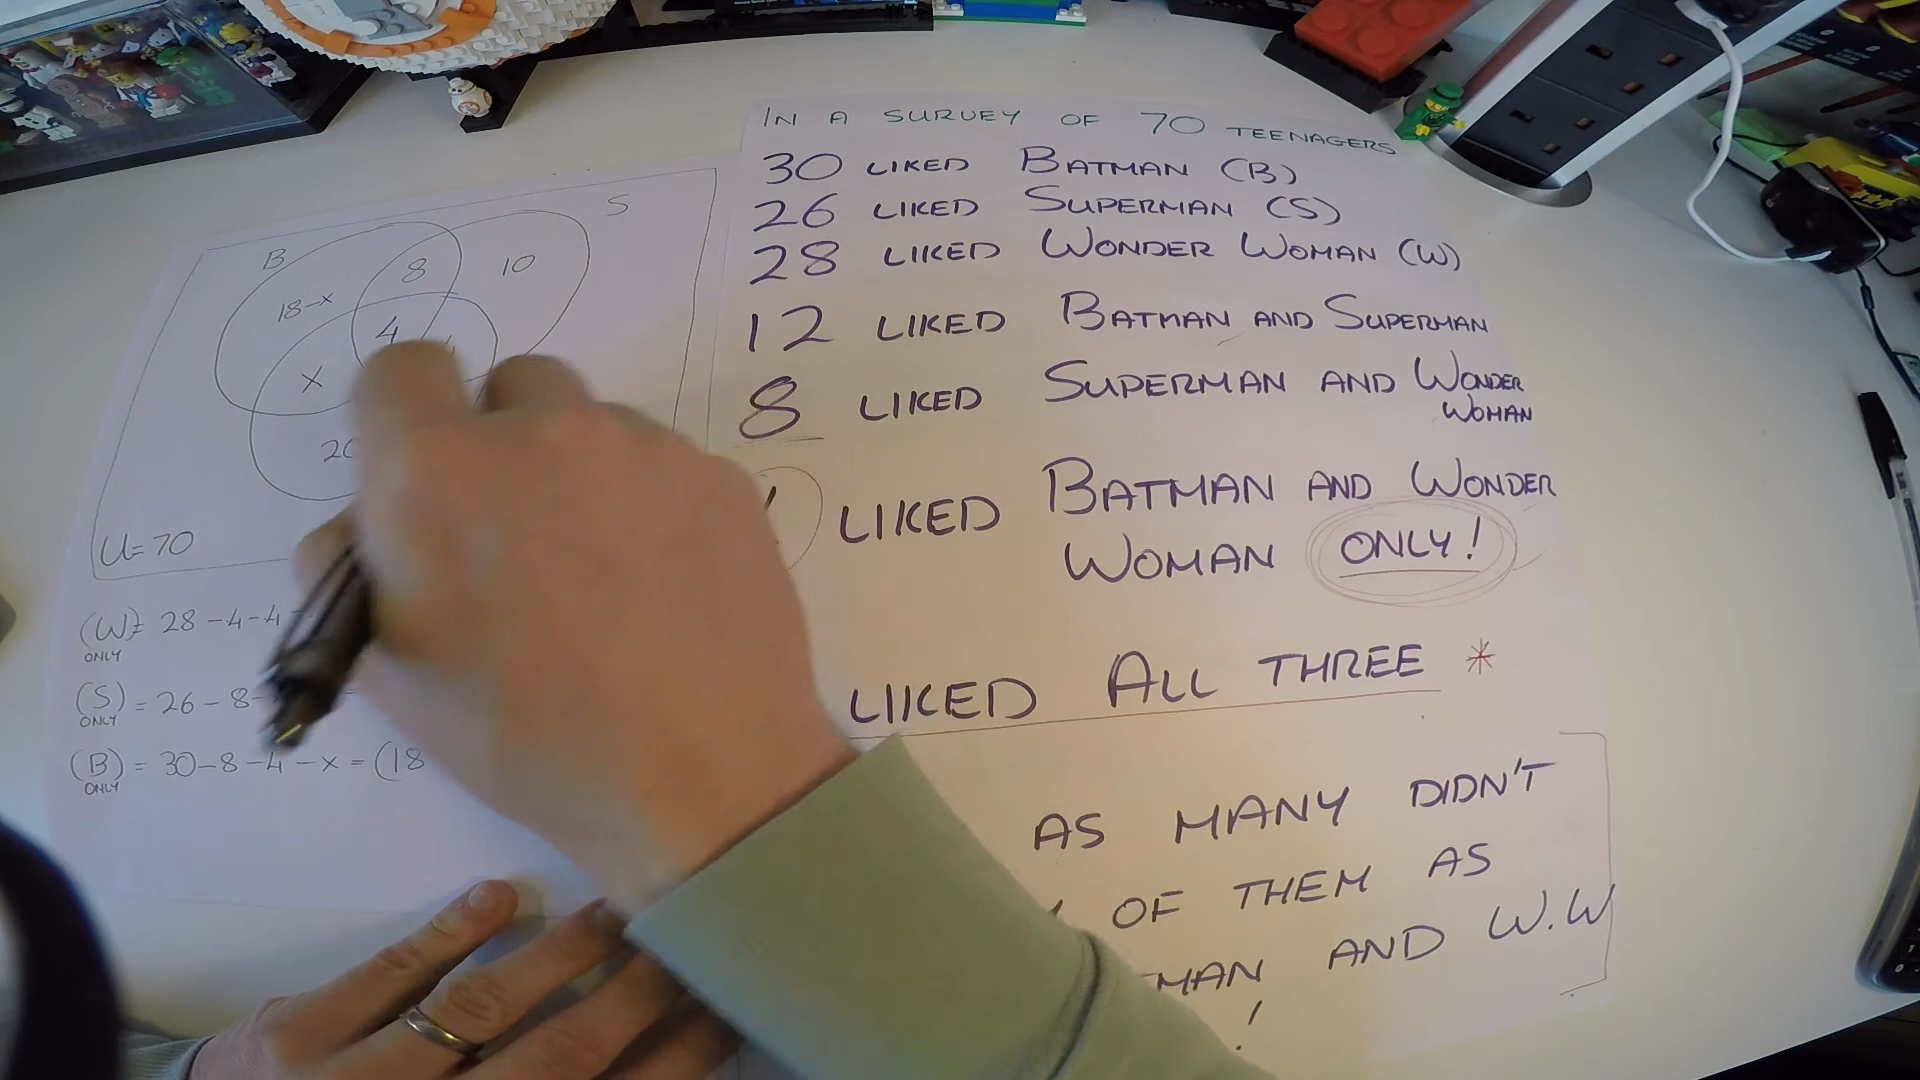 IN A SURVEY OF 70 TEENAGERS
30 LIKED BATMAN (B)
26 LIKED SUPERMAN (S)
28 LIKED WONDER WOMAN (W)
12 LIKED BATMAN AND SUPERMAN
8 LIKED SUPERMAN AND WONDER
WOMAN
LIKED BATMAN AND WONDER
WOMAN ONLY!
LIKED ALL THREE *
AS MANY DIDN'T
OF THEM AS
AND W.W
!
S
B
8
10
18-x
4
x
U=70
(W)= 28-4-4
ONLY
(S) = 26-8-
ONLY
(B) = 30-8-4-x = (18
ONLY